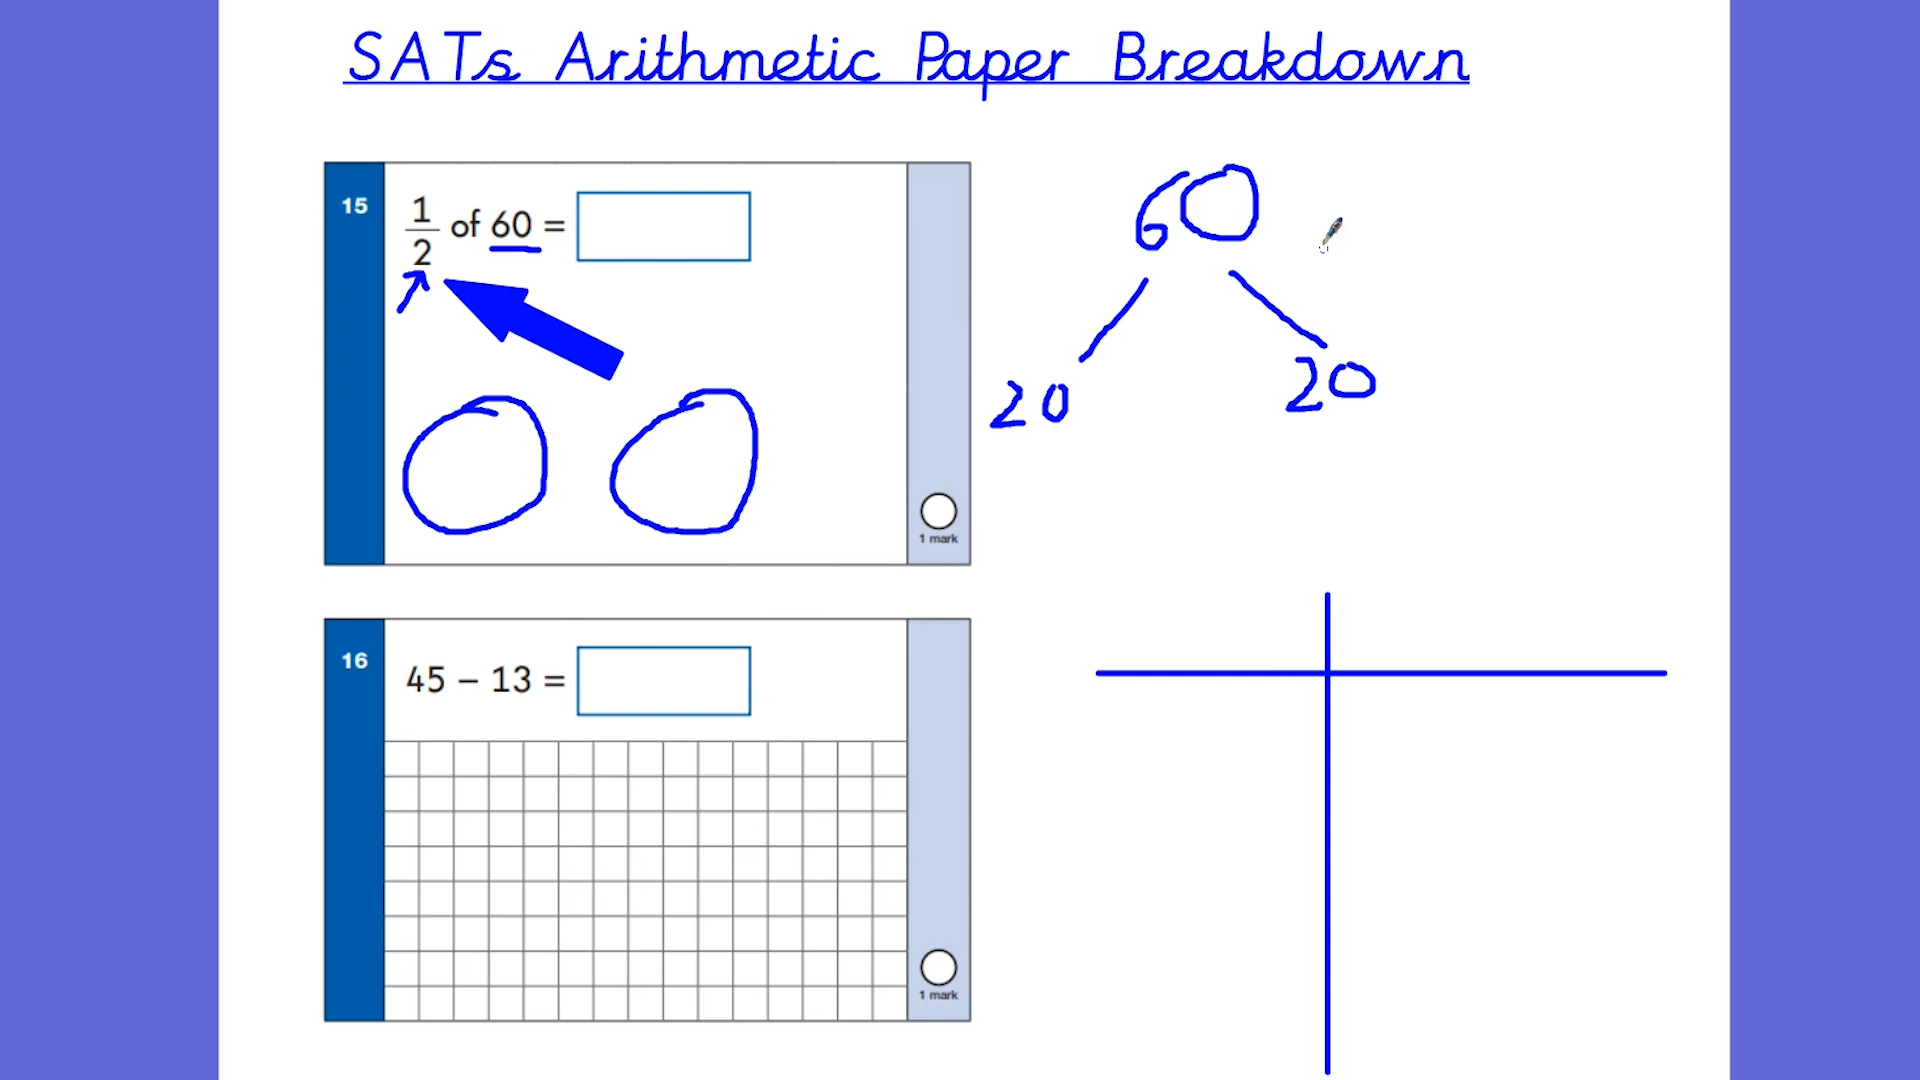 SATs Arithmetic Paper Breakdown
15
1/2 of 60 =
1 mark
60
20 20
16
45 − 13 =
1 mark